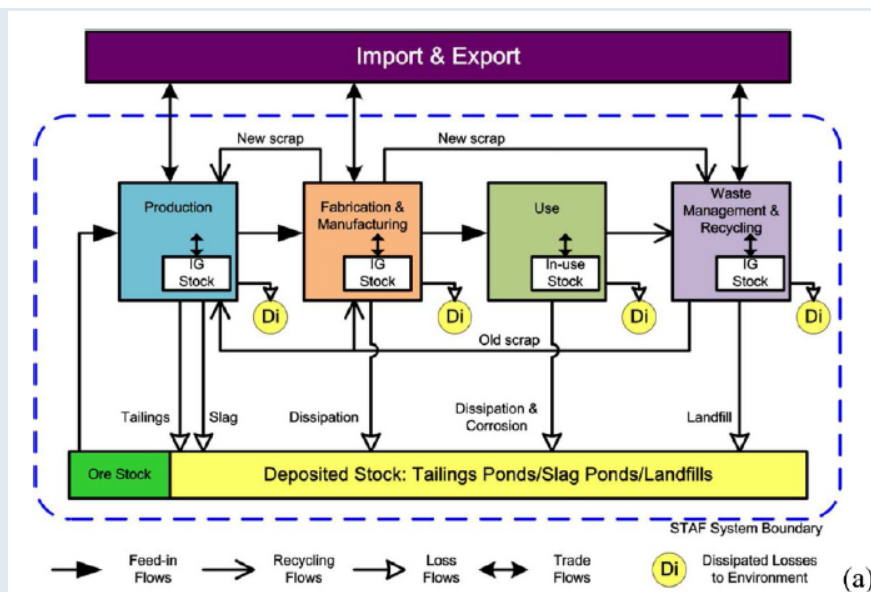 Import & Export
New scrap
New scrap
Production
Fabrication &
Manufacturing
Use
Waste
Management &
Recycling
IG
Stock
IG
Stock
In-use
Stock
IG
Stock
Di
Di
Di
Di
Old scrap
Tailings
Slag
Dissipation
Dissipation &
Corrosion
Landfill
Ore Stock
Deposited Stock: Tailings Ponds/Slag Ponds/Landfills
STAF System Boundary
Feed-in
Flows
Recycling
Flows
Loss
Flows
Trade
Flows
Di
Dissipated Losses
to Environment
(a)